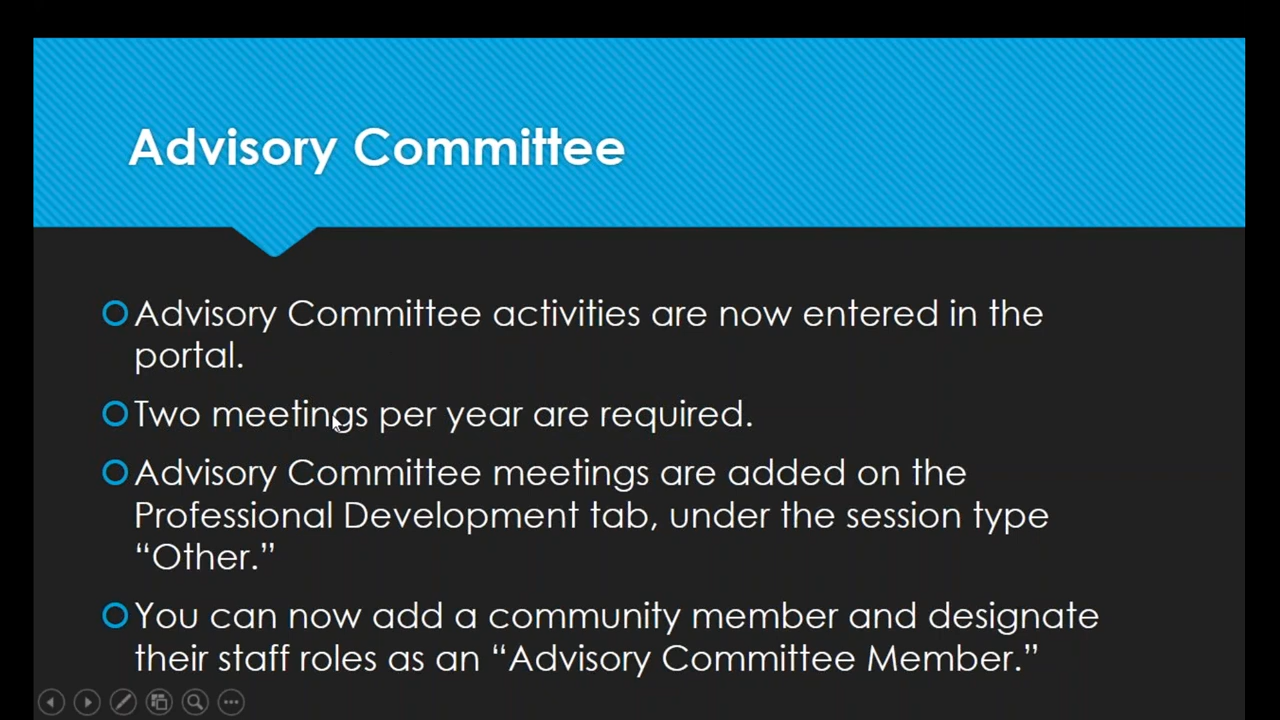 Advisory Committee
Advisory Committee activities are now entered in the
portal.
Two meetings per year are required.
Advisory Committee meetings are added on the
Professional Development tab, under the session type
“Other.”
You can now add a community member and designate
their staff roles as an “Advisory Committee Member.”